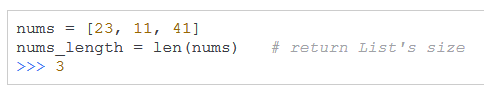 nums = [23, 11, 41]
nums_length = len(nums)   # return List's size
>>> 3